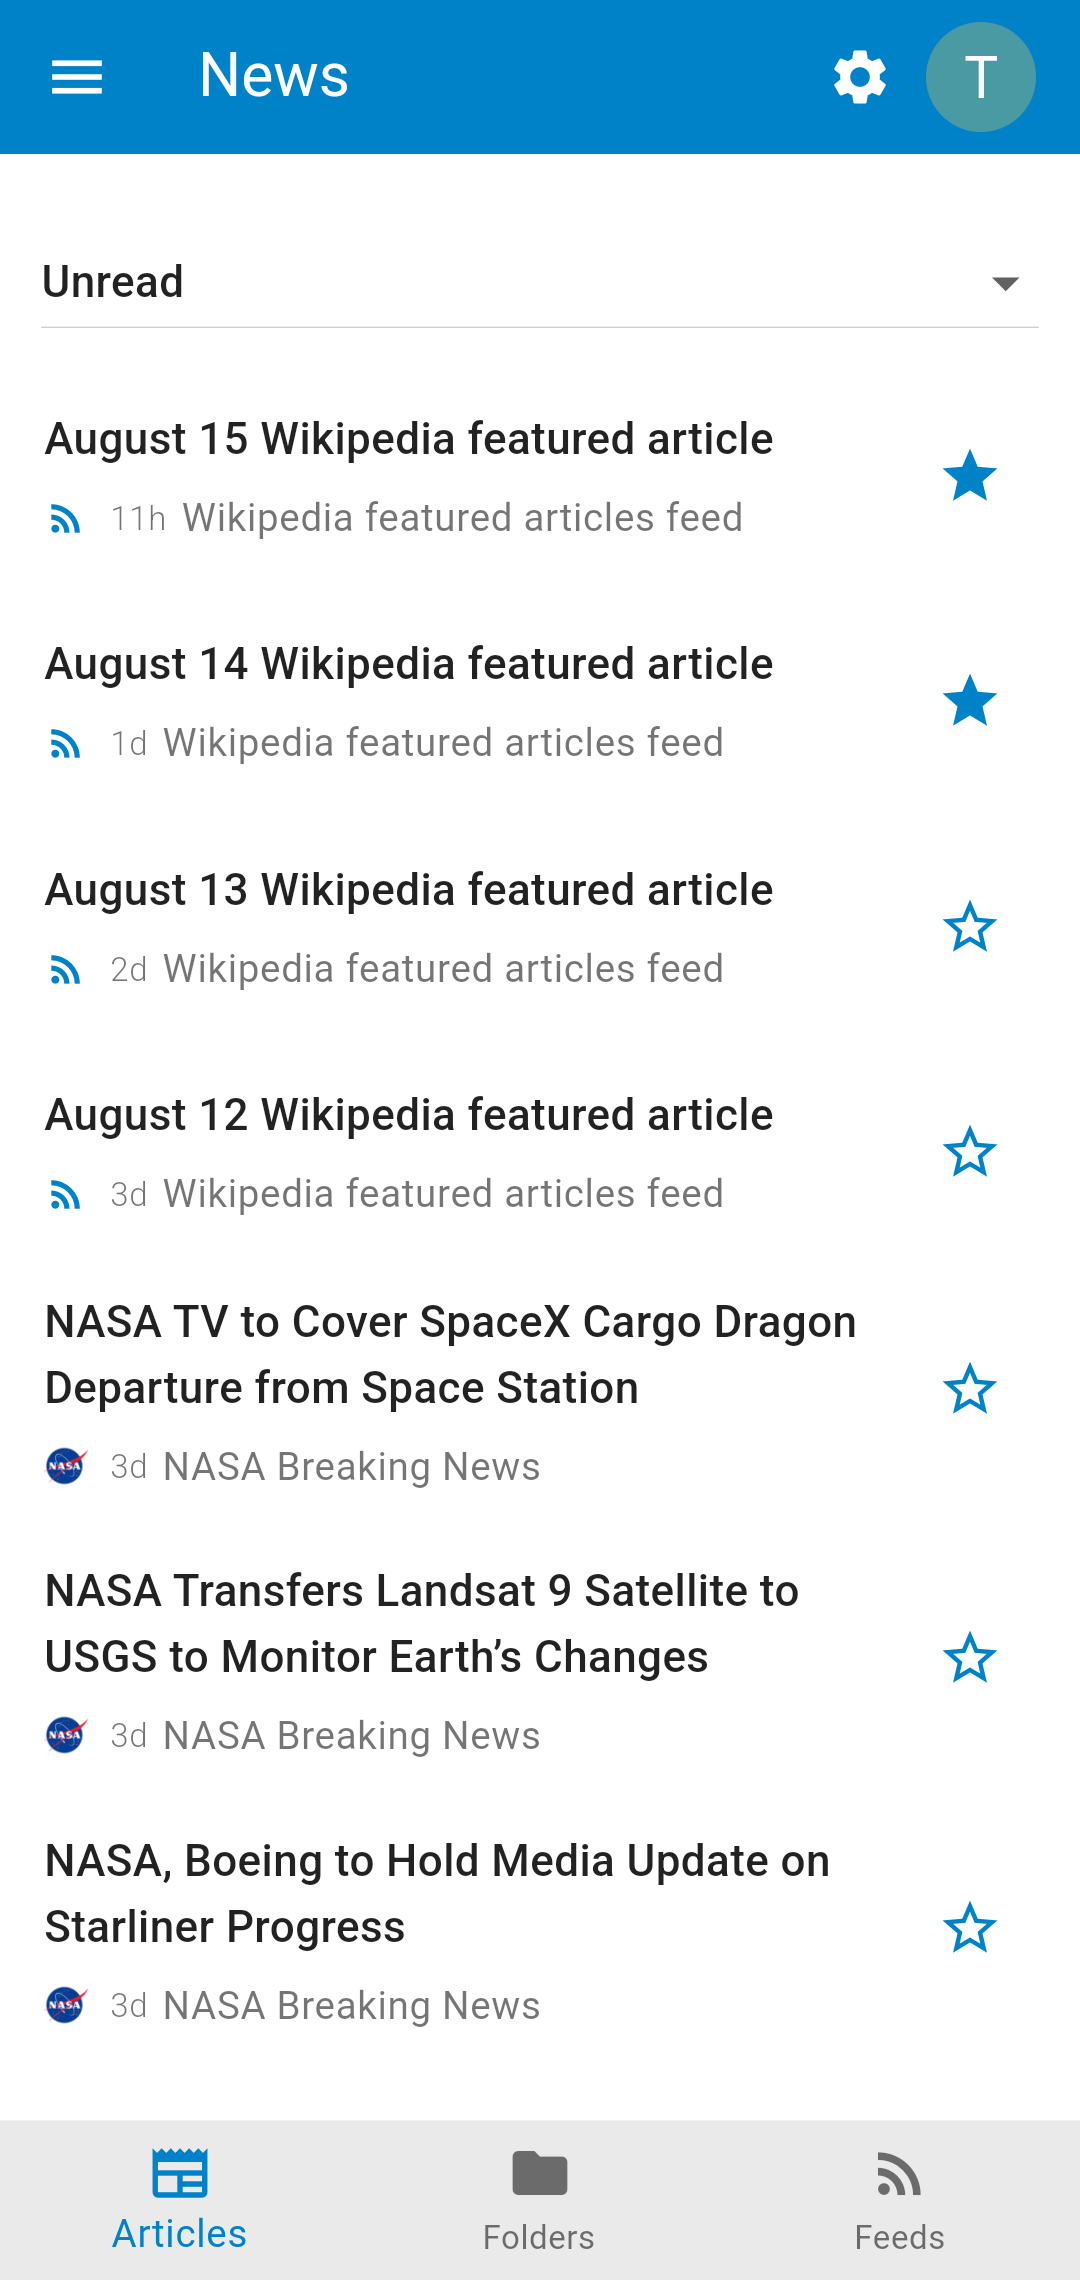 News
T
Unread
August 15 Wikipedia featured article
11h Wikipedia featured articles feed
August 14 Wikipedia featured article
1d Wikipedia featured articles feed
August 13 Wikipedia featured article
2d Wikipedia featured articles feed
August 12 Wikipedia featured article
3d Wikipedia featured articles feed
NASA TV to Cover SpaceX Cargo Dragon
Departure from Space Station
NASA 3d NASA Breaking News
NASA Transfers Landsat 9 Satellite to
USGS to Monitor Earth’s Changes
NASA 3d NASA Breaking News
NASA, Boeing to Hold Media Update on
Starliner Progress
NASA 3d NASA Breaking News
Articles
Folders
Feeds